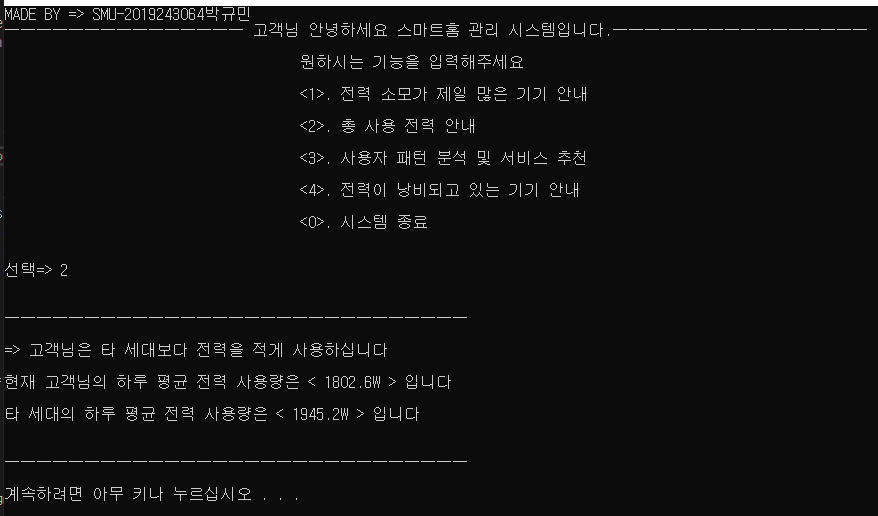 MADE BY => SMU-2019243064박규민
———————————————— 고객님 안녕하세요 스마트홈 관리 시스템입니다.————————————————
원하시는 기능을 입력해주세요
<1>. 전력 소모가 제일 많은 기기 안내
<2>. 총 사용 전력 안내
<3>. 사용자 패턴 분석 및 서비스 추천
<4>. 전력이 낭비되고 있는 기기 안내
<0>. 시스템 종료
선택=> 2
—————————————————————————————
=> 고객님은 타 세대보다 전력을 적게 사용하십니다
현재 고객님의 하루 평균 전력 사용량은 < 1802.6W > 입니다
타 세대의 하루 평균 전력 사용량은 < 1945.2W > 입니다
—————————————————————————————
계속하려면 아무 키나 누르십시오 . . .